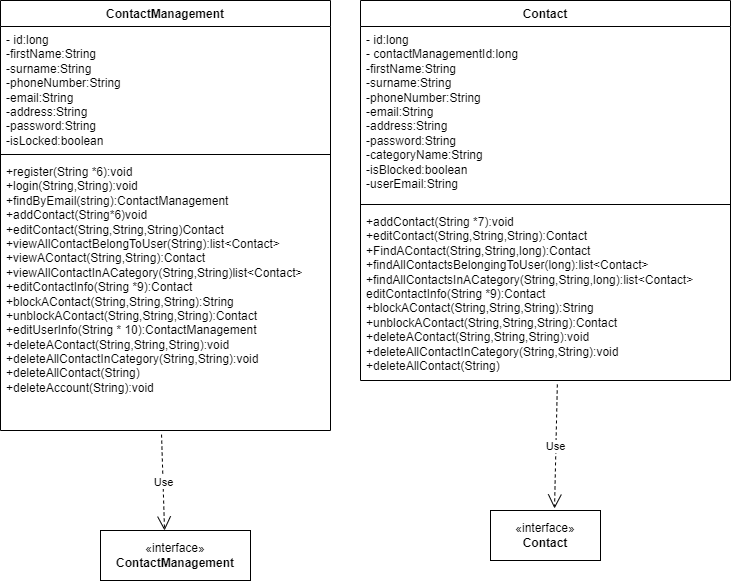 ContactManagement
- id:long
-firstName:String
-surname:String
-phoneNumber:String
-email:String
-address:String
-password:String
-isLocked:boolean
+register(String *6):void
+login(String,String):void
+findByEmail(string):ContactManagement
+addContact(String*6)void
+editContact(String,String,String)Contact
+viewAllContactBelongToUser(String):list<Contact>
+viewAContact(String,String):Contact
+viewAllContactInACategory(String,String)list<Contact>
+editContactInfo(String *9):Contact
+blockAContact(String,String,String):String
+unblockAContact(String,String,String):Contact
+editUserInfo(String * 10):ContactManagement
+deleteAContact(String,String,String):void
+deleteAllContactInCategory(String,String):void
+deleteAllContact(String)
+deleteAccount(String):void
Use
«interface»
ContactManagement
Contact
- id:long
- contactManagementId:long
-firstName:String
-surname:String
-phoneNumber:String
-email:String
-address:String
-password:String
-categoryName:String
-isBlocked:boolean
-userEmail:String
+addContact(String *7):void
+editContact(String,String,String):Contact
+FindAContact(String,String,long):Contact
+findAllContactsBelongingToUser(long):list<Contact>
+findAllContactsInACategory(String,String,long):list<Contact>
editContactInfo(String *9):Contact
+blockAContact(String,String,String):String
+unblockAContact(String,String,String):Contact
+deleteAContact(String,String,String):void
+deleteAllContactInCategory(String,String):void
+deleteAllContact(String)
Use
«interface»
Contact